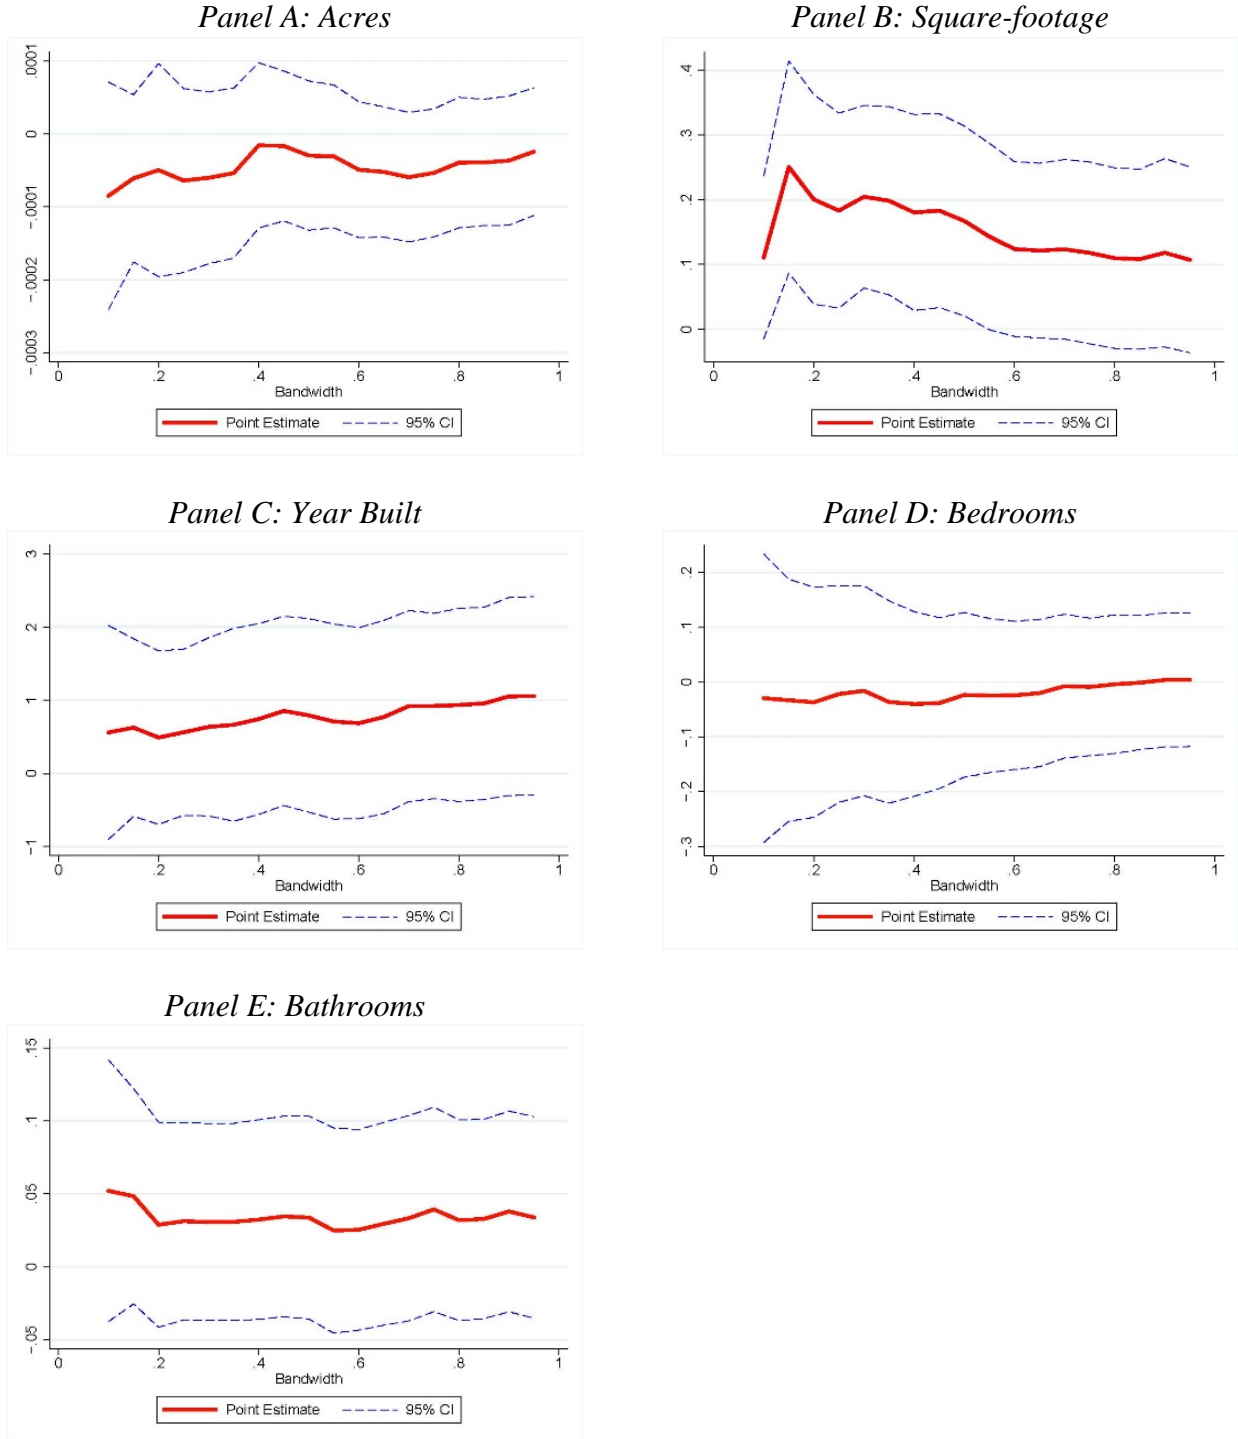 Panel A: Acres
.0001
0
-.0001
-.0002
-.0003
0 .2 .4 .6 .8 1
Bandwidth
Point Estimate 95% CI
Panel B: Square-footage
.4
.3
.2
.1
0
0 .2 .4 .6 .8 1
Bandwidth
Point Estimate 95% CI
Panel C: Year Built
3
2
1
0
-1
0 .2 .4 .6 .8 1
Bandwidth
Point Estimate 95% CI
Panel D: Bedrooms
.2
.1
0
-.1
-.2
-.3
0 .2 .4 .6 .8 1
Bandwidth
Point Estimate 95% CI
Panel E: Bathrooms
.15
.1
.05
0
-.05
0 .2 .4 .6 .8 1
Bandwidth
Point Estimate 95% CI